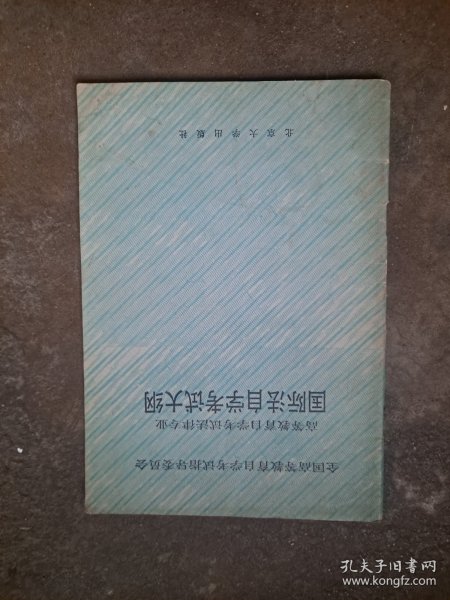 全国高等教育自学考试指导委员会
高等教育自学考试法律专业
国际法自学考试大纲
北京大学出版社
孔夫子旧书网
www.kongfz.com